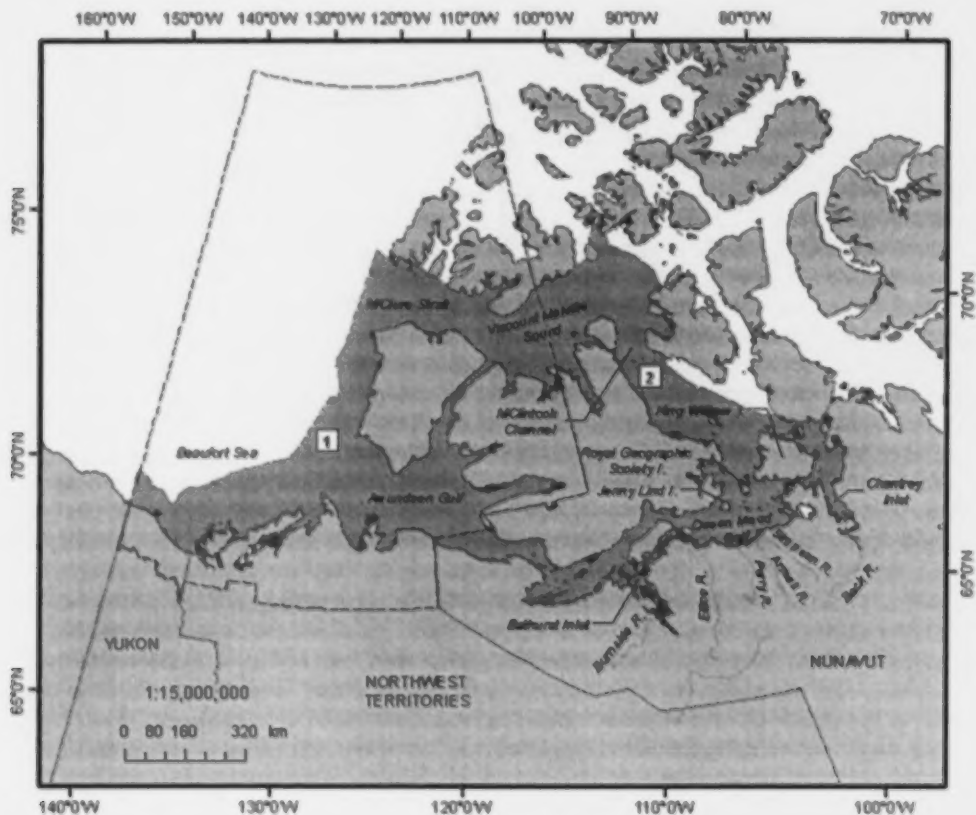 160°0'W 150°0'W 140°0'W 130°0'W 120°0'W 110°0'W 100°0'W 90°0'W 80°0'W 70°0'W
75°0'N
70°0'N
65°0'N
70°0'N
65°0'N
M'Clure Strait
Viscount Melville
Sound
2
M'Clintock
Channel
King William I.
1
Beaufort Sea
Royal Geographic
Society I.
Jenny Lind I.
Chantrey
Inlet
Amundsen Gulf
Queen Maud
Perry R.
Armark R.
Back R.
Ellice R.
Bathurst Inlet
Burnside R.
YUKON
NUNAVUT
1:15,000,000
NORTHWEST
TERRITORIES
0 80 160 320 km
140°0'W 130°0'W 120°0'W 110°0'W 100°0'W